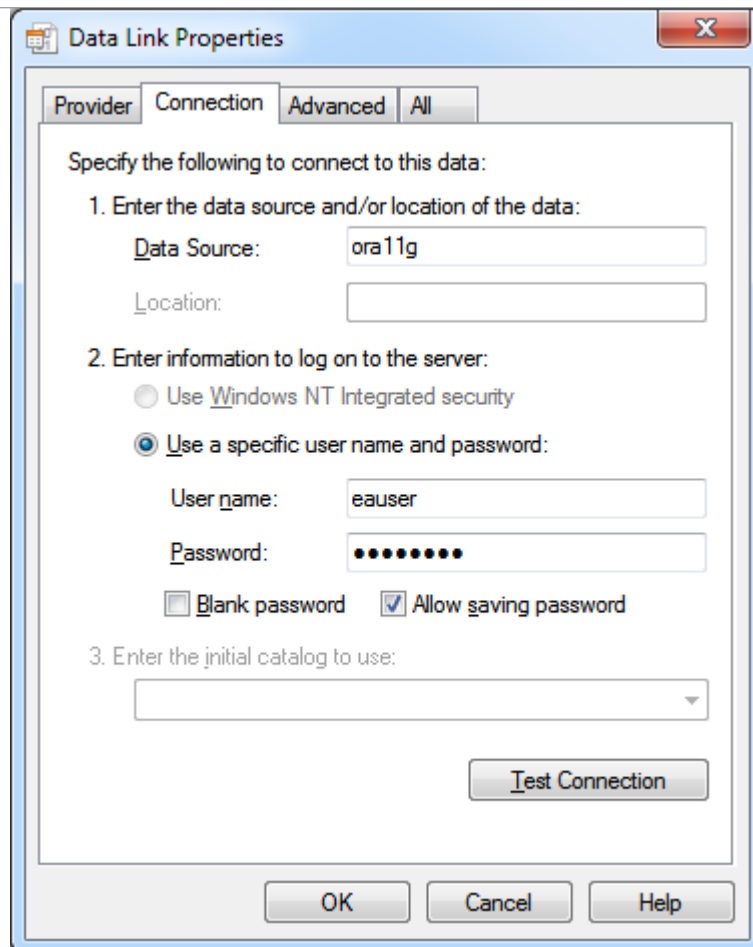 Data Link Properties
Provider Connection Advanced All
Specify the following to connect to this data:
1. Enter the data source and/or location of the data:
Data Source: ora11g
Location:
2. Enter information to log on to the server:
Use Windows NT Integrated security
Use a specific user name and password:
User name: eauser
Password: ●●●●●●●●
Blank password Allow saving password
3. Enter the initial catalog to use:
Test Connection
OK Cancel Help